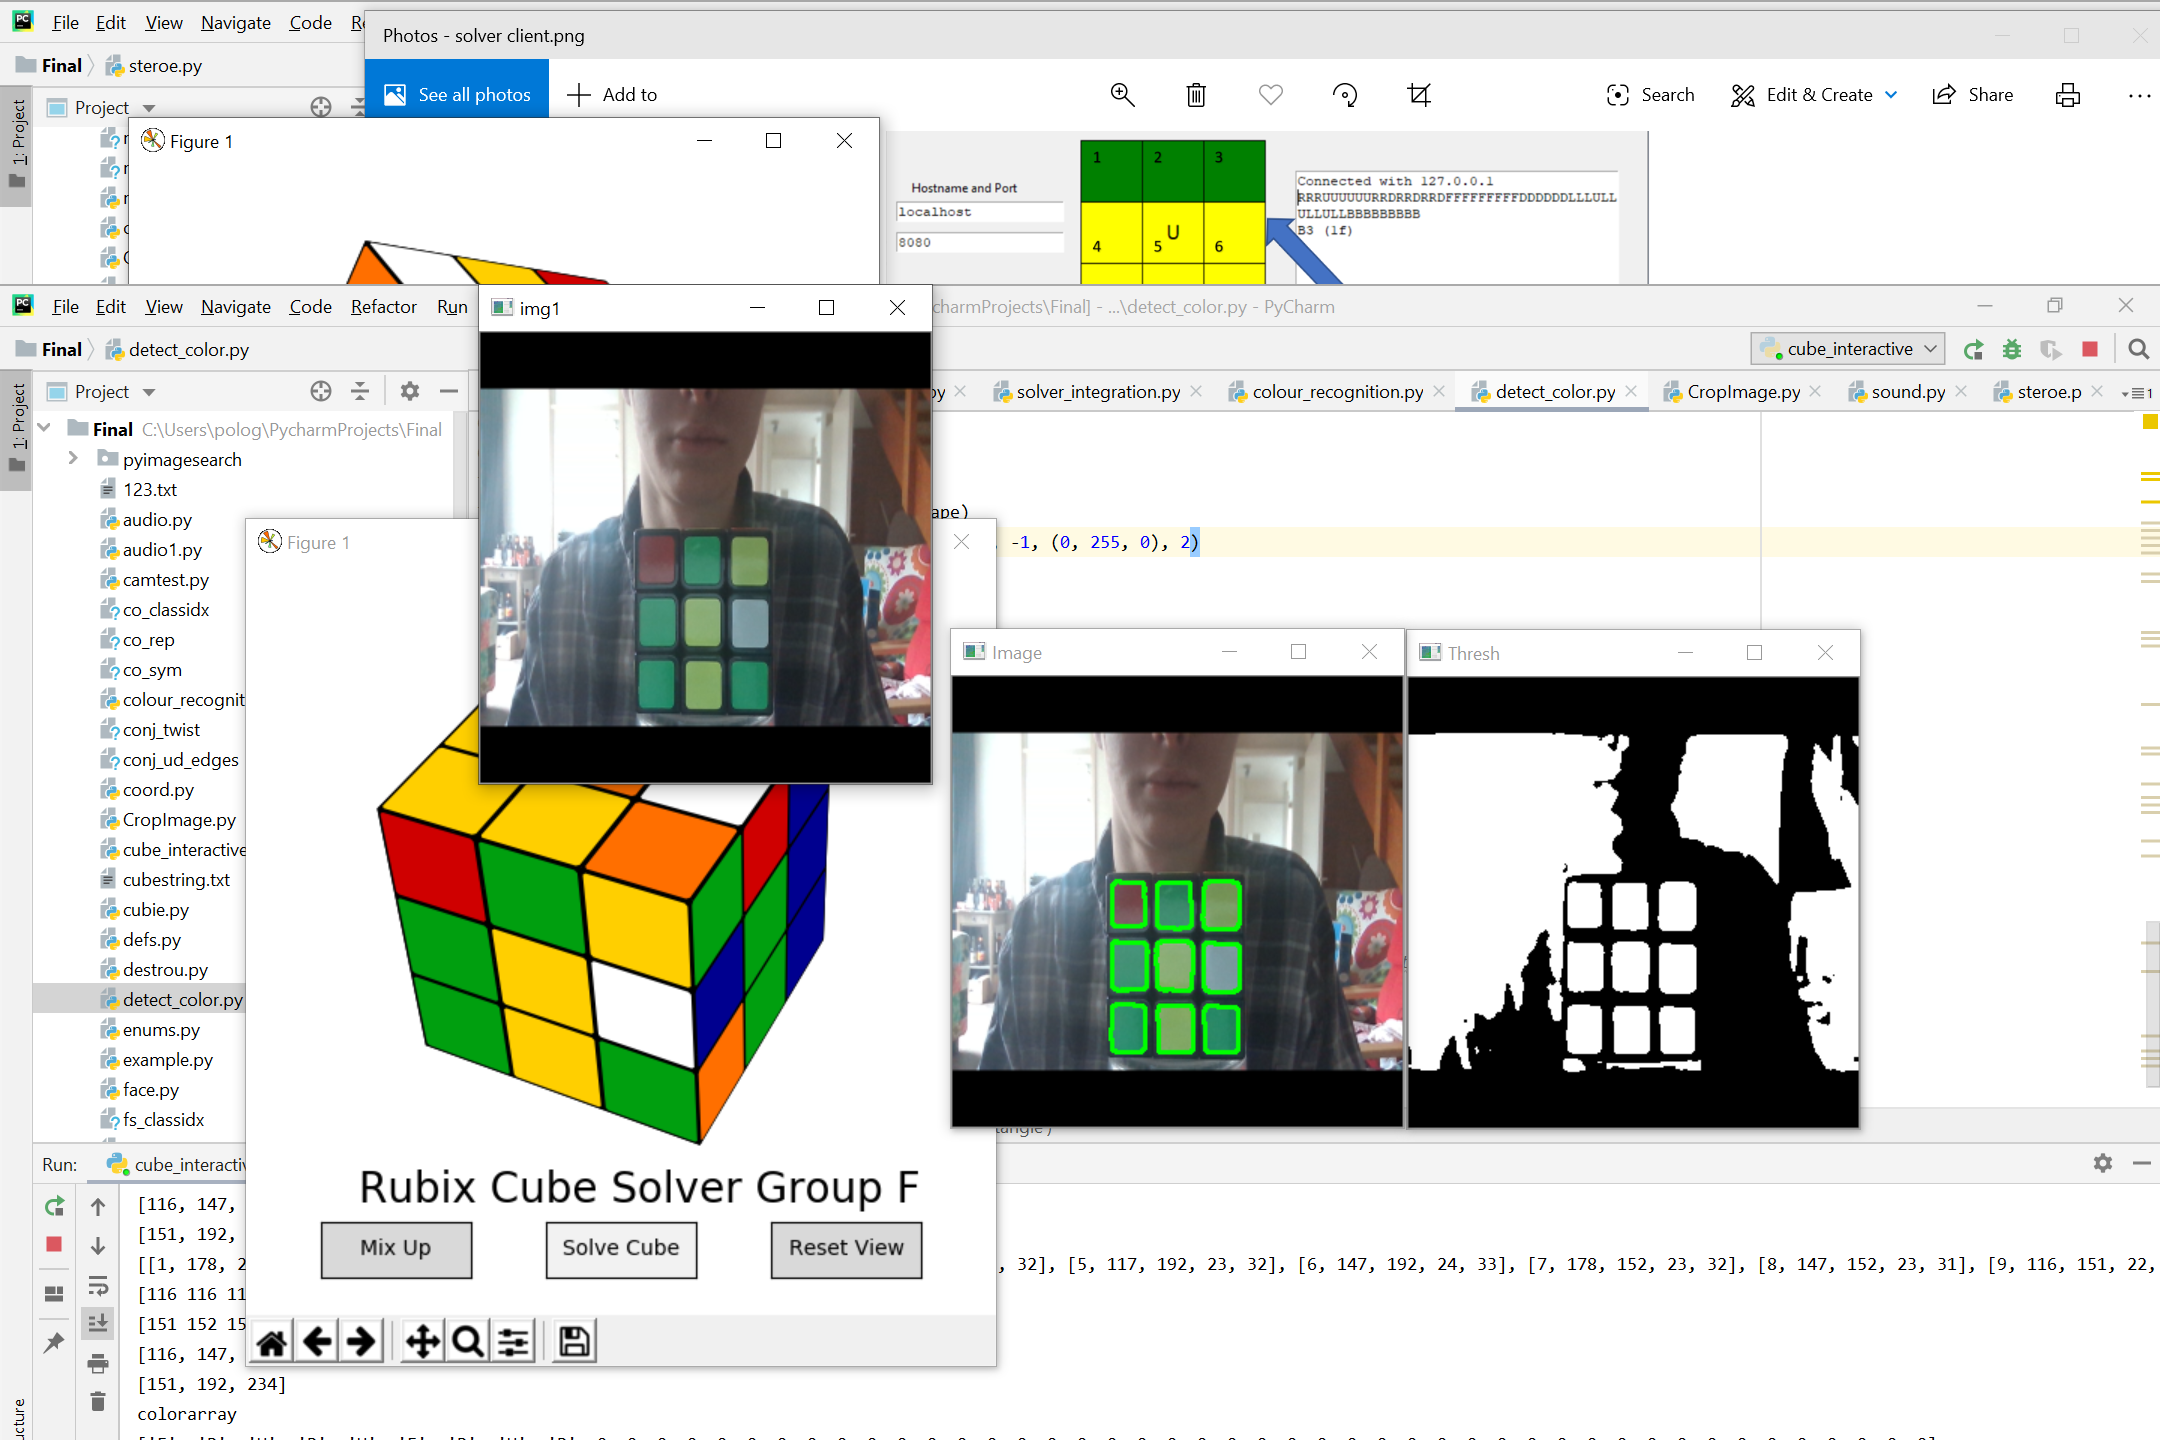 File Edit View Navigate Code
Photos - solver client.png
Final steroe.py
See all photos Add to Search Edit & Create Share
1: Project
Project
Figure 1
Hostname and Port
localhost
8080
1 2 3
4 5 U 6
Connected with 127.0.0.1
RRRUUUUUURRDRRDRRDFFFFFFFFFDDDDDDLLLULL
ULLULLBBBBBBBBB
B3 (1f)
File Edit View Navigate Code Refactor Run
img1
charmProjects\Final] - ...\detect_color.py - PyCharm
Final detect_color.py
cube_interactive
1: Project
Project
py solver_integration.py colour_recognition.py detect_color.py CropImage.py sound.py steroe.p 1
Final C:\Users\polog\PycharmProjects\Final
pyimagesearch
123.txt
audio.py
audio1.py
camtest.py
co_classidx
co_rep
co_sym
colour_recognit
conj_twist
conj_ud_edges
coord.py
CropImage.py
cube_interactive
cubestring.txt
cubie.py
defs.py
destrou.py
detect_color.py
enums.py
example.py
face.py
fs_classidx
ape)
-1, (0, 255, 0), 2)
Figure 1
Image
Thresh
Rubix Cube Solver Group F
Mix Up Solve Cube Reset View
Run: cube_interactiv
[116, 147,
[151, 192,
[[1, 178, 2 , 32], [5, 117, 192, 23, 32], [6, 147, 192, 24, 33], [7, 178, 152, 23, 32], [8, 147, 152, 23, 31], [9, 116, 151, 22,
[116 116 11
[151 152 15
[116, 147,
[151, 192, 234]
colorarray
ucture